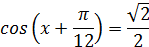 cos(x + π/12) = √2/2